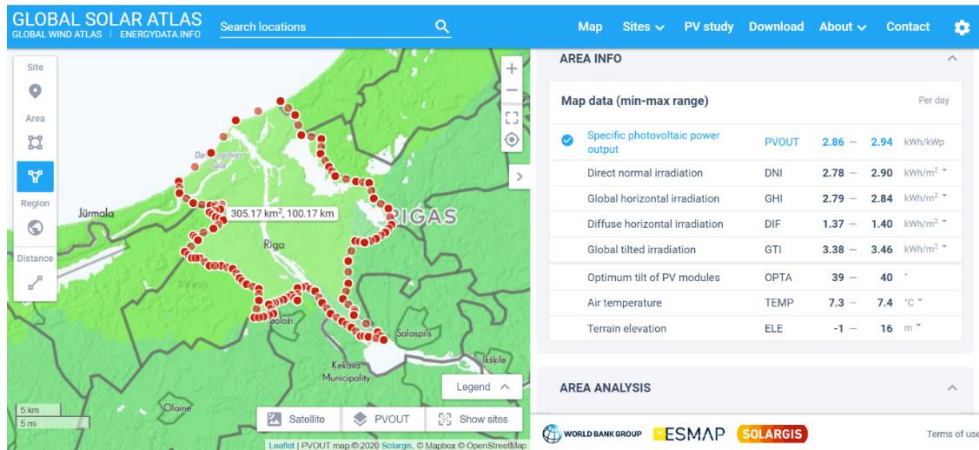 GLOBAL SOLAR ATLAS
GLOBAL WIND ATLAS | ENERGYDATA.INFO
Search locations
Map Sites PV study Download About Contact
Site
Area
Region
Distance
Jūrmala
305.17 km², 100.17 km
RIGAS
Riga
Baloži
Salaspils
Ķekava
Municipality
Ikšķile
Olaine
Legend
5 km
5 mi
Satellite PVOUT Show sites
Leaflet | PVOUT map © 2020 Solargis, © Mapbox © OpenStreetMap
AREA INFO
Map data (min-max range) Per day
Specific photovoltaic power output PVOUT 2.86 — 2.94 kWh/kWp
Direct normal irradiation DNI 2.78 — 2.90 kWh/m²
Global horizontal irradiation GHI 2.79 — 2.84 kWh/m²
Diffuse horizontal irradiation DIF 1.37 — 1.40 kWh/m²
Global tilted irradiation GTI 3.38 — 3.46 kWh/m²
Optimum tilt of PV modules OPTA 39 — 40 °
Air temperature TEMP 7.3 — 7.4 °C
Terrain elevation ELE -1 — 16 m
AREA ANALYSIS
WORLD BANK GROUP ESMAP SOLARGIS Terms of use